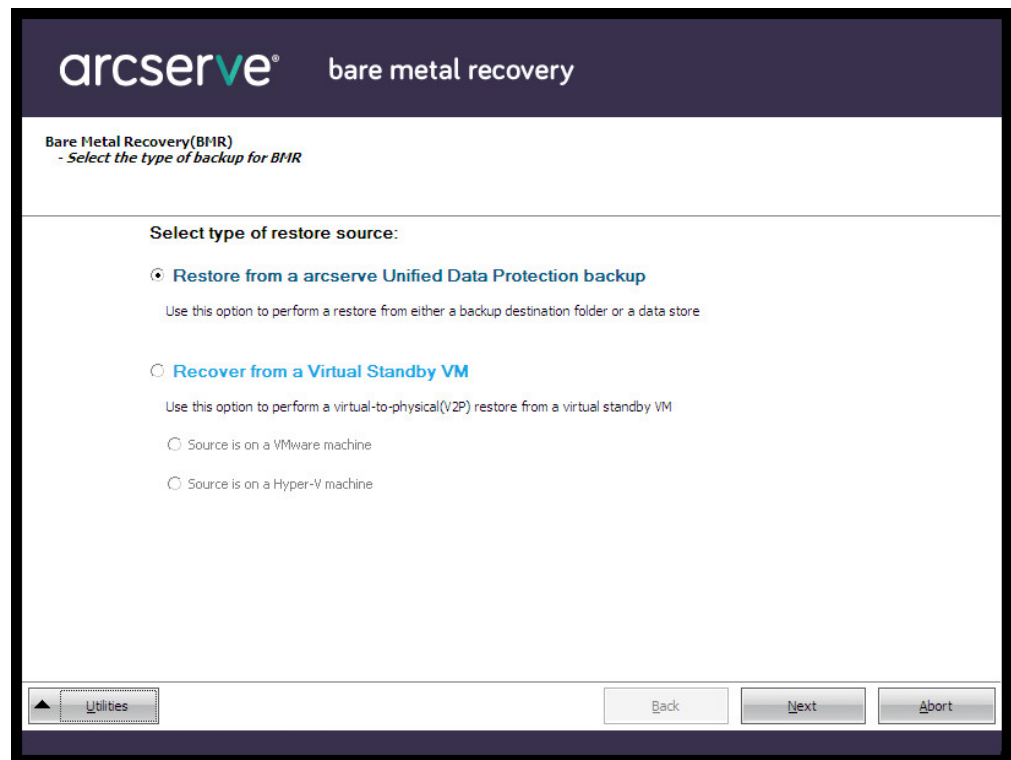 arcserve® bare metal recovery
Bare Metal Recovery(BMR)
- Select the type of backup for BMR
Select type of restore source:
Restore from a arcserve Unified Data Protection backup
Use this option to perform a restore from either a backup destination folder or a data store
Recover from a Virtual Standby VM
Use this option to perform a virtual-to-physical(V2P) restore from a virtual standby VM
Source is on a VMware machine
Source is on a Hyper-V machine
Utilities Back Next Abort